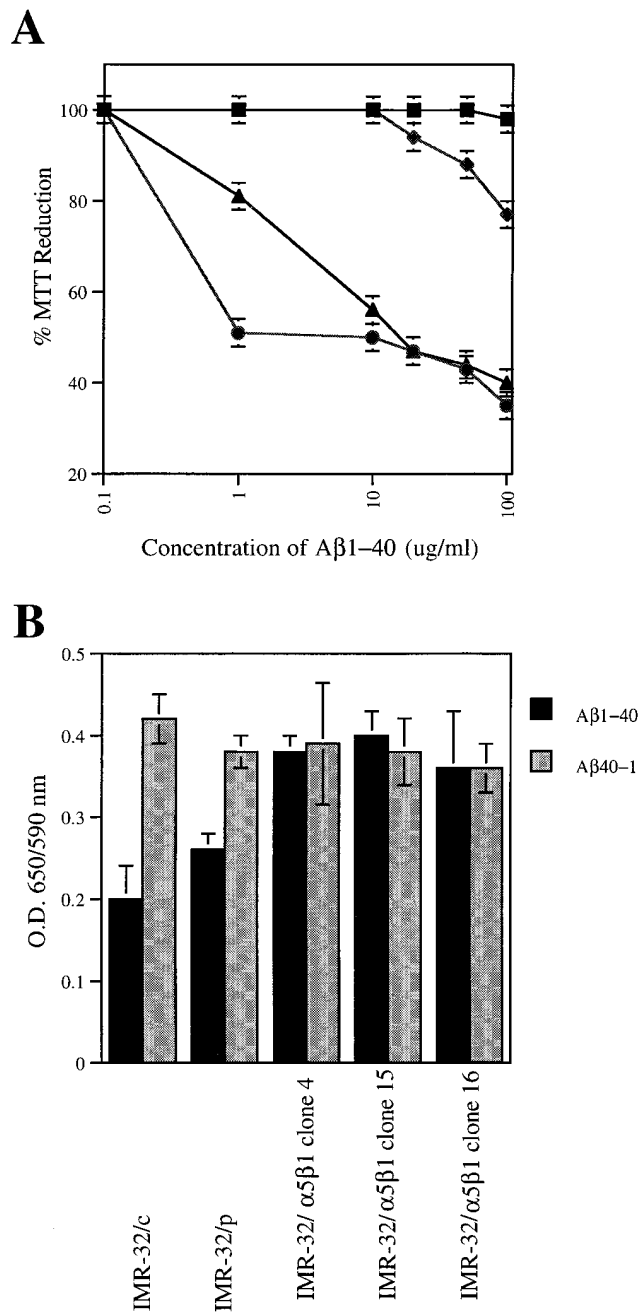 A
% MTT Reduction
100
80
60
40
20
0.1
1
10
100
Concentration of Aβ1–40 (ug/ml)
B
O.D. 650/590 nm
0.5
0.4
0.3
0.2
0.1
0
Aβ1–40
Aβ40–1
IMR-32/c
IMR-32/p
IMR-32/ α5β1 clone 4
IMR-32/α5β1 clone 15
IMR-32/α5β1 clone 16